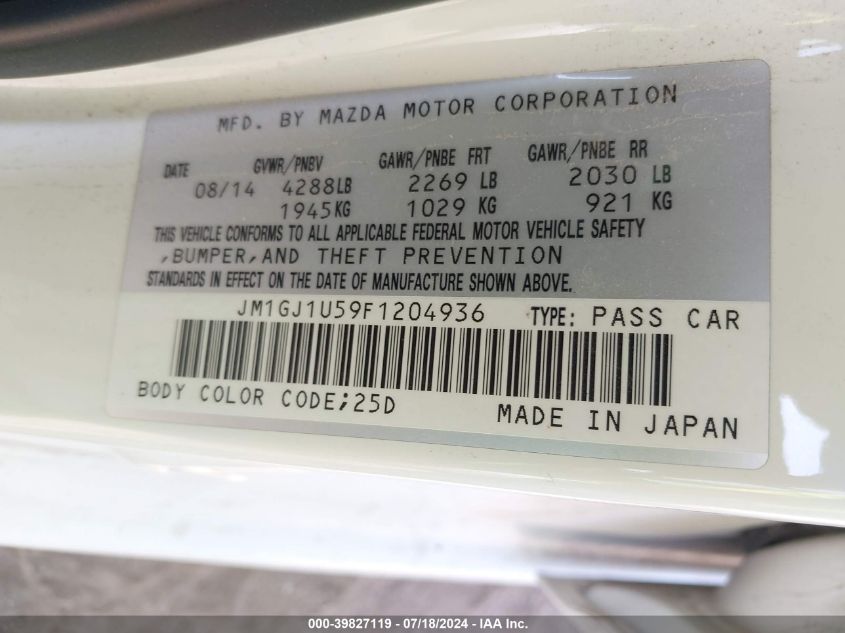 MFD. BY MAZDA MOTOR CORPORATION
DATE GVWR/PNBV GAWR/PNBE FRT GAWR/PNBE RR
08/14 4288LB 2269 LB 2030 LB
1945KG 1029 KG 921 KG
THIS VEHICLE CONFORMS TO ALL APPLICABLE FEDERAL MOTOR VEHICLE SAFETY
,BUMPER,AND THEFT PREVENTION
STANDARDS IN EFFECT ON THE DATE OF MANUFACTURE SHOWN ABOVE.
JM1GJ1U59F1204936 TYPE: PASS CAR
BODY COLOR CODE;25D MADE IN JAPAN
000-39827119 - 07/18/2024 - IAA Inc.